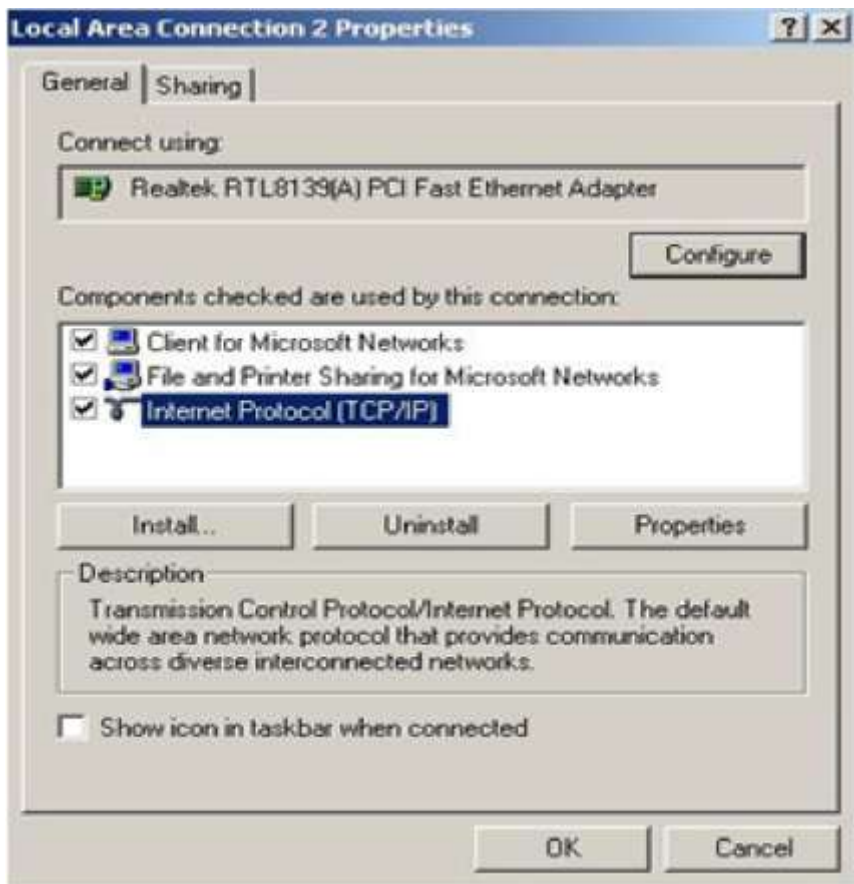 Local Area Connection 2 Properties
General
Sharing
Connect using:
Realtek RTL8139(A) PCI Fast Ethernet Adapter
Configure
Components checked are used by this connection:
Client for Microsoft Networks
File and Printer Sharing for Microsoft Networks
Internet Protocol (TCP/IP)
Install...
Uninstall
Properties
Description
Transmission Control Protocol/Internet Protocol. The default
wide area network protocol that provides communication
across diverse interconnected networks.
Show icon in taskbar when connected
OK
Cancel